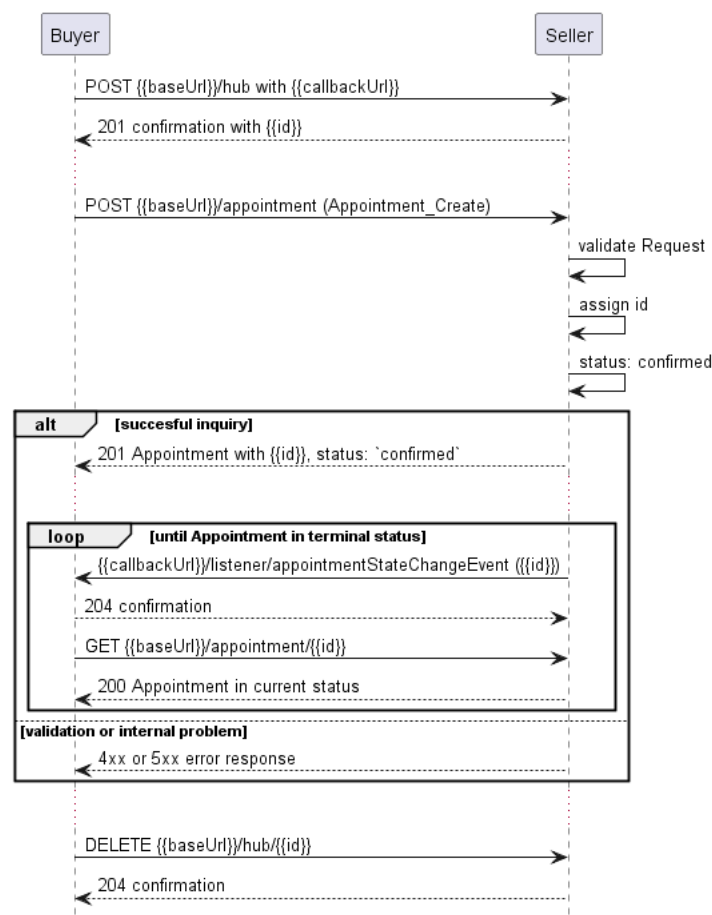 Buyer
Seller
POST {{baseUrl}}/hub with {{callbackUrl}}
201 confirmation with {{id}}
POST {{baseUrl}}/appointment (Appointment_Create)
validate Request
assign id
status: confirmed
alt [succesful inquiry]
201 Appointment with {{id}}, status: `confirmed`
loop [until Appointment in terminal status]
{{callbackUrl}}/listener/appointmentStateChangeEvent ({{id}})
204 confirmation
GET {{baseUrl}}/appointment/{{id}}
200 Appointment in current status
[validation or internal problem]
4xx or 5xx error response
DELETE {{baseUrl}}/hub/{{id}}
204 confirmation